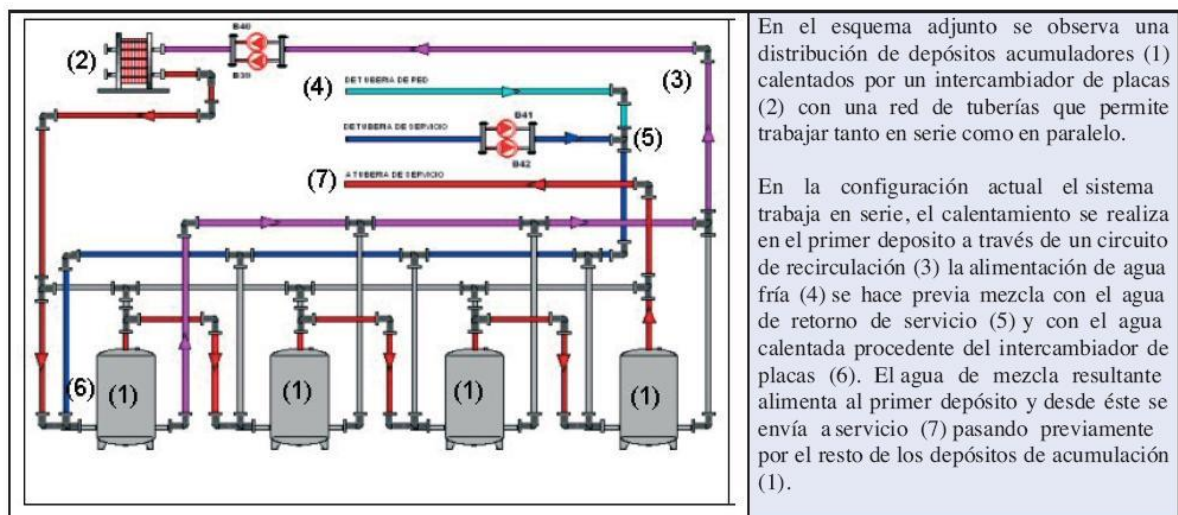 B40
(2)
B39
(4)
DE TUBERIA DE RED
(3)
DE TUBERIA DE SERVICIO
B41
(5)
B42
(7)
A TUBERIA DE SERVICIO
(6)
(1)
(1)
(1)
(1)
En el esquema adjunto se observa una
distribución de depósitos acumuladores (1)
calentados por un intercambiador de placas
(2) con una red de tuberías que permite
trabajar tanto en serie como en paralelo.
En la configuración actual el sistema
trabaja en serie, el calentamiento se realiza
en el primer deposito a través de un circuito
de recirculación (3) la alimentación de agua
fría (4) se hace previa mezcla con el agua
de retorno de servicio (5) y con el agua
calentada procedente del intercambiador de
placas (6). El agua de mezcla resultante
alimenta al primer depósito y desde éste se
envía a servicio (7) pasando previamente
por el resto de los depósitos de acumulación
(1).